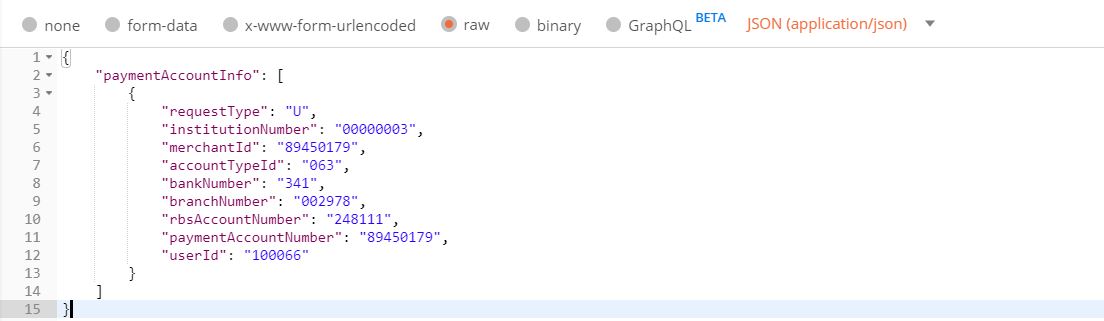 none form-data x-www-form-urlencoded raw binary GraphQL BETA JSON (application/json)
1 {
2 "paymentAccountInfo": [
3 {
4 "requestType": "U",
5 "institutionNumber": "00000003",
6 "merchantId": "89450179",
7 "accountTypeId": "063",
8 "bankNumber": "341",
9 "branchNumber": "002978",
10 "rbsAccountNumber": "248111",
11 "paymentAccountNumber": "89450179",
12 "userId": "100066"
13 }
14 ]
15 }